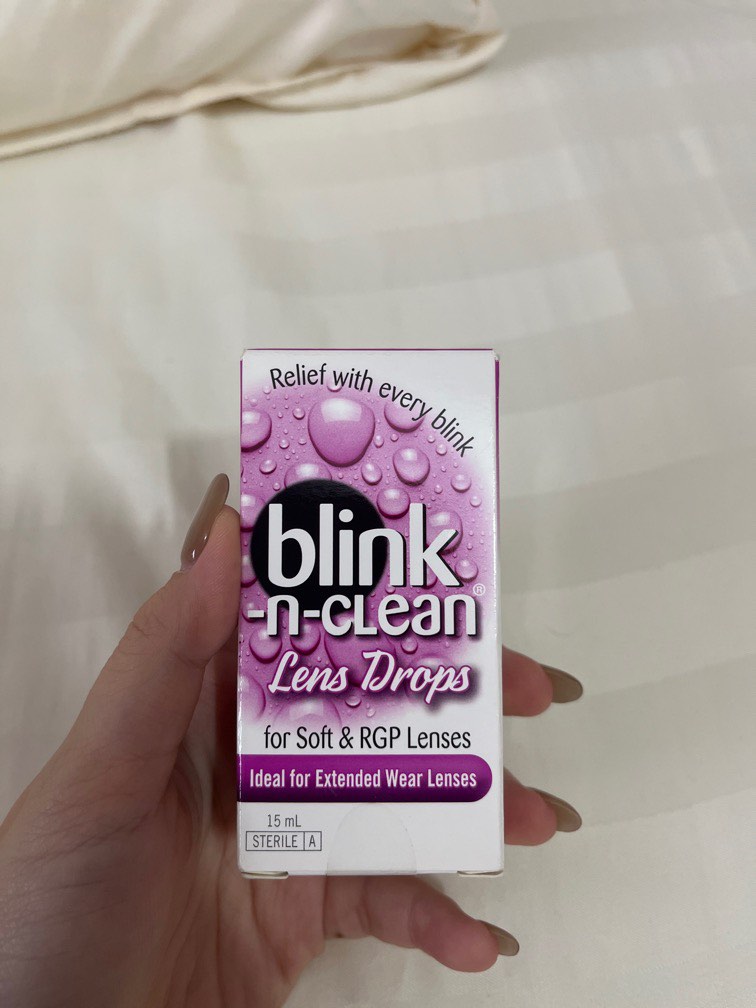 Relief with every blink
blink
-n-clean®
Lens Drops
for Soft & RGP Lenses
Ideal for Extended Wear Lenses
15 mL
STERILE A